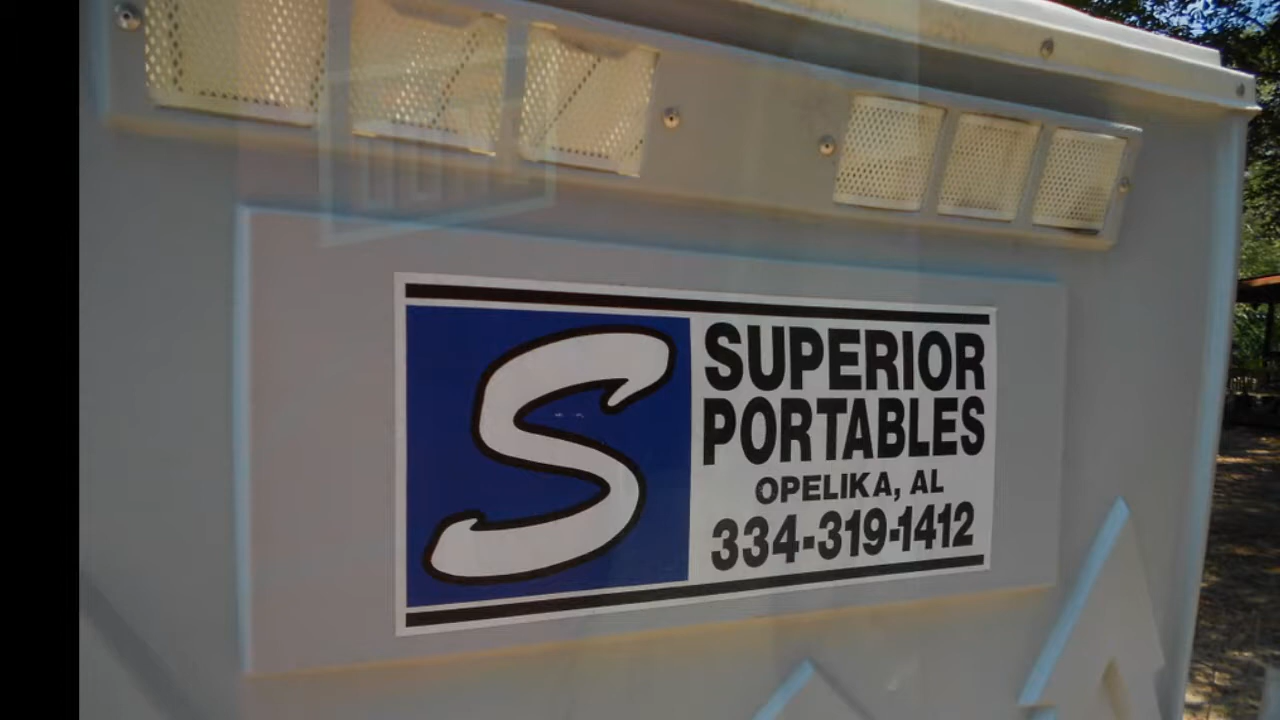 S
SUPERIOR
PORTABLES
OPELIKA, AL
334-319-1412